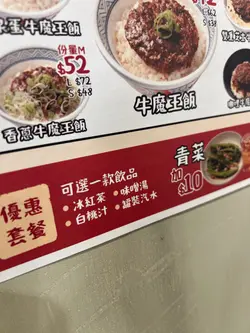 蛋牛魔王飯
份量M
$52
L $72
S $48
香蔥牛魔王飯
牛魔王飯
青菜
加$10
優惠套餐
可選一款飲品
• 冰紅茶 • 味噌湯
• 白桃汁 • 罐裝汽水